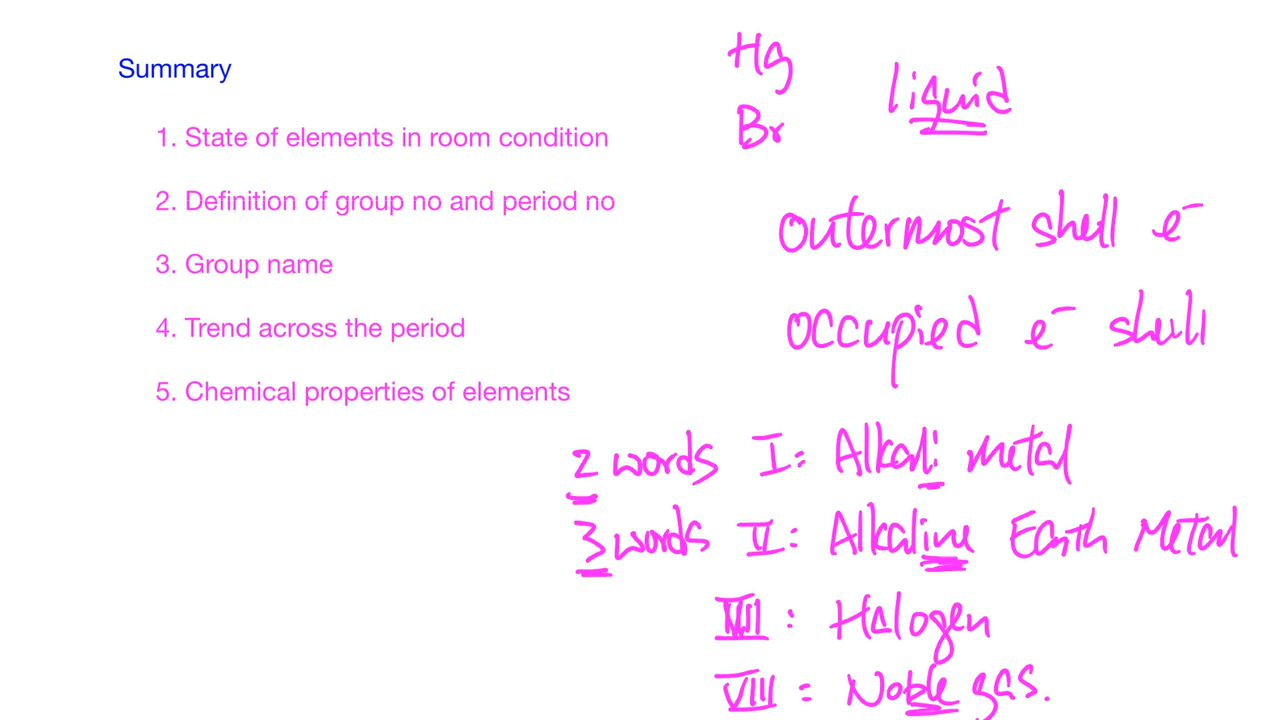 Summary
1. State of elements in room condition
2. Definition of group no and period no
3. Group name
4. Trend across the period
5. Chemical properties of elements
Hg
Br
liquid
outermost shell e⁻
occupied e⁻ shell
2 words I: Alkali metal
3 words II: Alkaline Earth Metal
VII: Halogen
VIII: Noble gas.